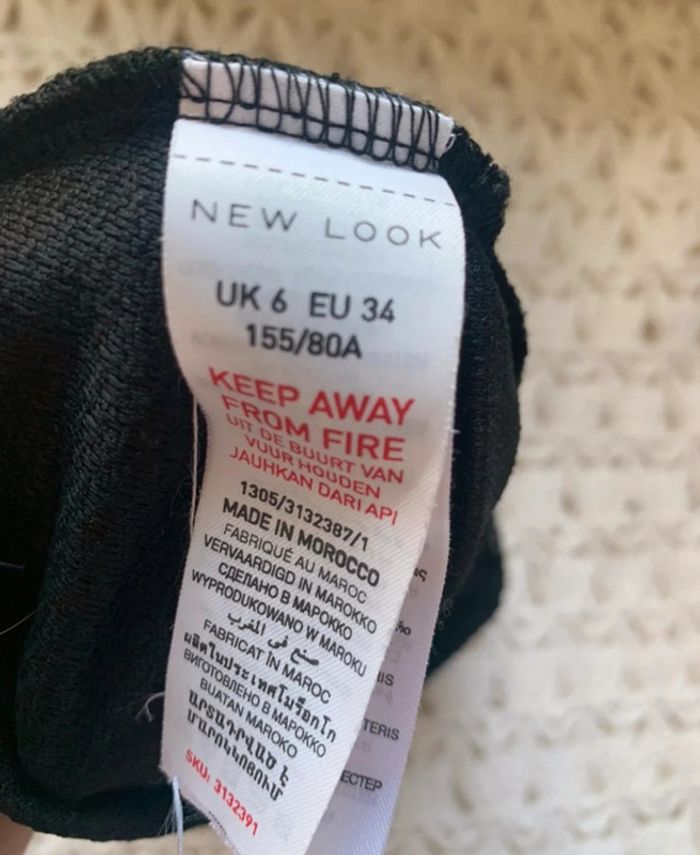 NEW LOOK
UK 6 EU 34
155/80A
KEEP AWAY
FROM FIRE
UIT DE BUURT VAN
VUUR HOUDEN
JAUHKAN DARI API
1305/3132387/1
MADE IN MOROCCO
FABRIQUÉ AU MAROC
VERVAARDIGD IN MAROKKO
СДЕЛАНО В МАРОККО
WYPRODUKOWANO W MAROKU
صنع في المغرب
FABRICAT ÎN MAROC
ผลิตในประเทศโมร็อกโก
ВИГОТОВЛЕНО В МАРОККО
BUATAN MAROKO
ԱՐՏԱԴՐՎԱԾ Է
ՄԱՐՈԿԿՈՅՈՒՄ
SKU: 3132391